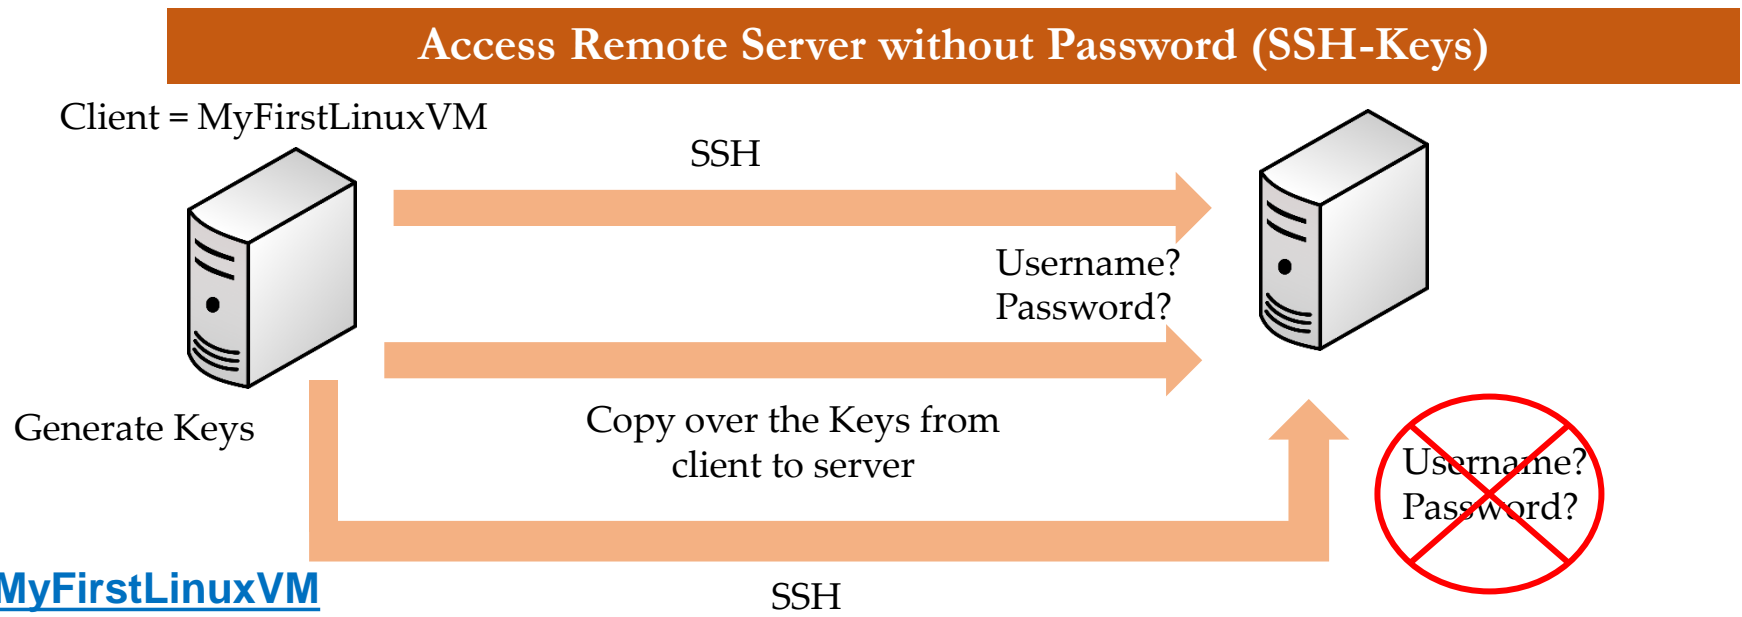 Access Remote Server without Password (SSH-Keys)
Client = MyFirstLinuxVM
SSH
Username?
Password?
Generate Keys
Copy over the Keys from
client to server
Username?
Password?
MyFirstLinuxVM
SSH